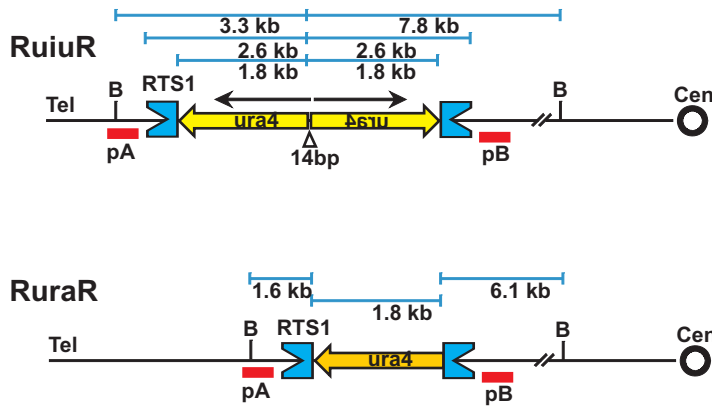 3.3 kb 7.8 kb
RuiuR
2.6 kb 2.6 kb
1.8 kb 1.8 kb
RTS1
Tel B B Cen
ura4 ura4
pA 14bp pB
RuraR
1.6 kb 6.1 kb
1.8 kb
B RTS1 B
Tel Cen
ura4
pA pB